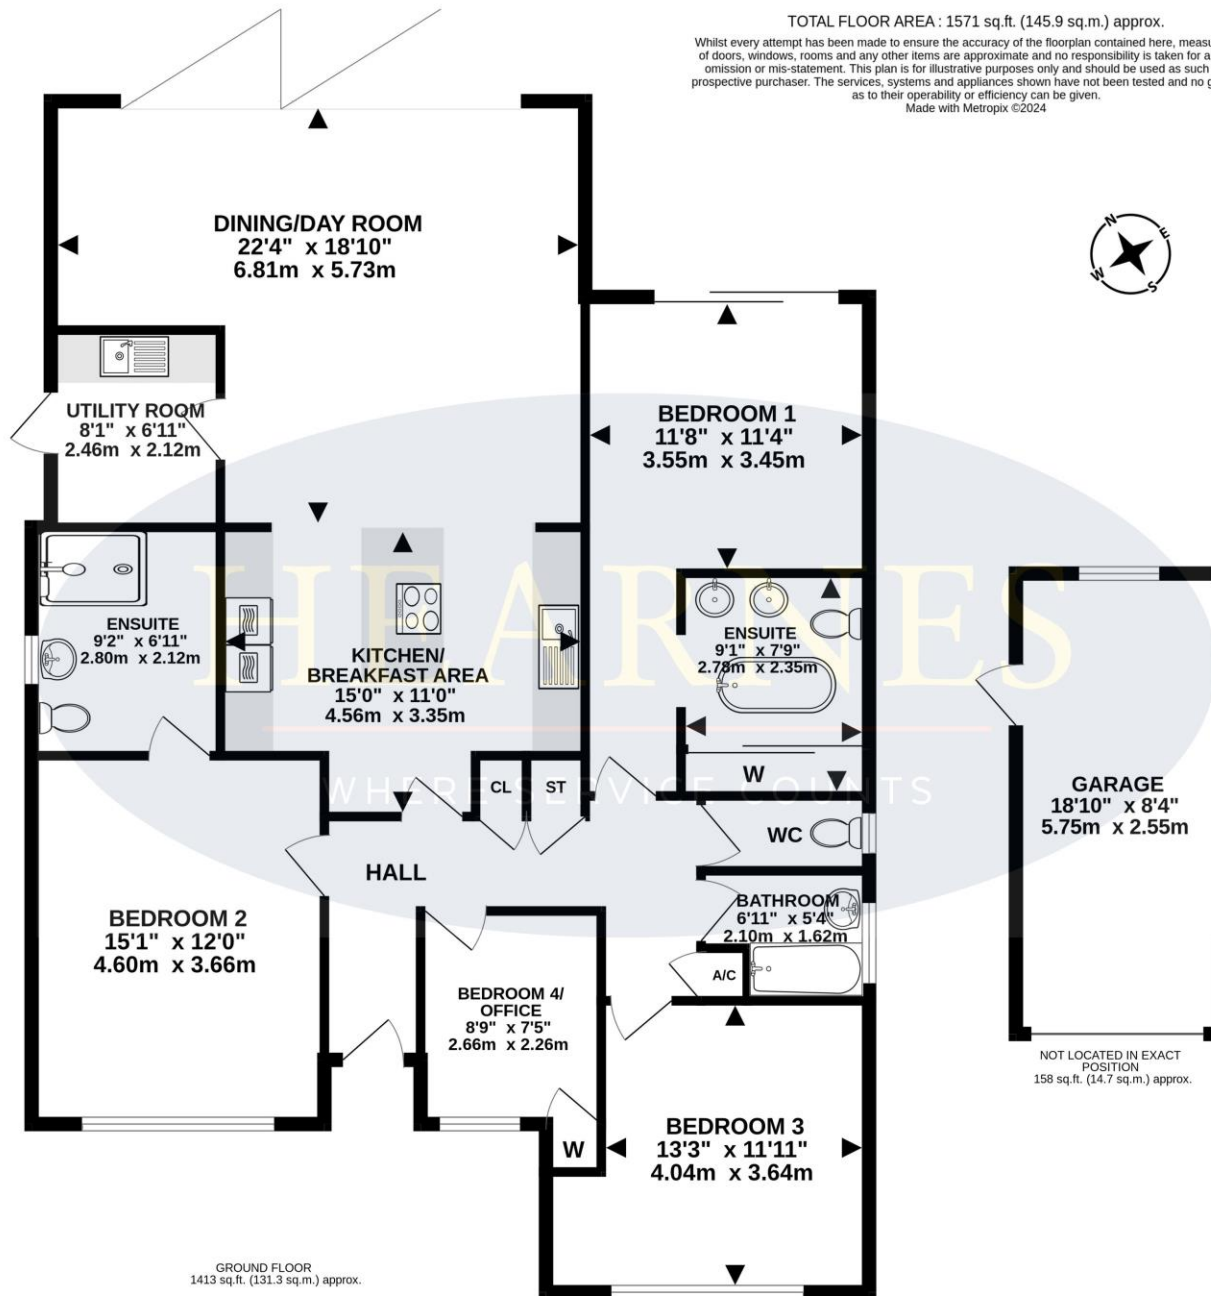 TOTAL FLOOR AREA : 1571 sq.ft. (145.9 sq.m.) approx.
Whilst every attempt has been made to ensure the accuracy of the floorplan contained here,
of doors, windows, rooms and any other items are approximate and no responsibility is taken for
omission or mis-statement. This plan is for illustrative purposes only and should be used as such
prospective purchaser. The services, systems and appliances shown have not been tested and no
as to their operability or efficiency can be given.
Made with Metropix ©2024
N
E
W
S
DINING/DAY ROOM
22'4" x 18'10"
6.81m x 5.73m
UTILITY ROOM
8'1" x 6'11"
2.46m x 2.12m
BEDROOM 1
11'8" x 11'4"
3.55m x 3.45m
HEARNES
WHERE SERVICE COUNTS
ENSUITE
9'2" x 6'11"
2.80m x 2.12m
KITCHEN/
BREAKFAST AREA
15'0" x 11'0"
4.56m x 3.35m
ENSUITE
9'1" x 7'9"
2.78m x 2.35m
W
CL
ST
WC
HALL
GARAGE
18'10" x 8'4"
5.75m x 2.55m
BATHROOM
6'11" x 5'4"
2.10m x 1.62m
A/C
BEDROOM 2
15'1" x 12'0"
4.60m x 3.66m
BEDROOM 4/
OFFICE
8'9" x 7'5"
2.66m x 2.26m
W
BEDROOM 3
13'3" x 11'11"
4.04m x 3.64m
NOT LOCATED IN EXACT
POSITION
158 sq.ft. (14.7 sq.m.) approx.
GROUND FLOOR
1413 sq.ft. (131.3 sq.m.) approx.